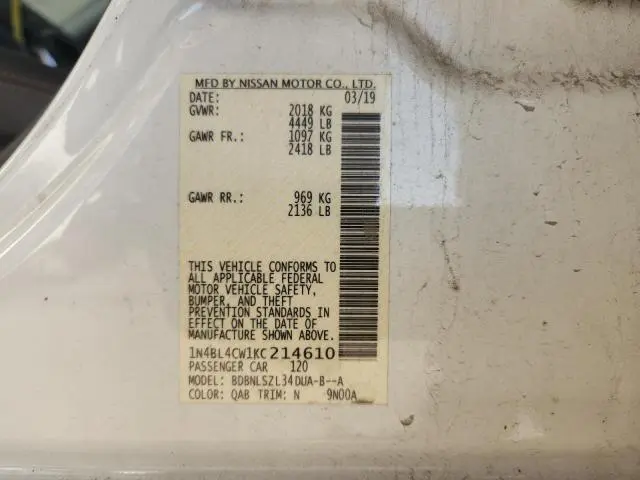 MFD BY NISSAN MOTOR CO., LTD.
DATE: 03/19
GVWR: 2018 KG
4449 LB
GAWR FR.: 1097 KG
2418 LB
GAWR RR.: 969 KG
2136 LB
THIS VEHICLE CONFORMS TO
ALL APPLICABLE FEDERAL
MOTOR VEHICLE SAFETY,
BUMPER, AND THEFT
PREVENTION STANDARDS IN
EFFECT ON THE DATE OF
MANUFACTURE SHOWN ABOVE.
1N4BL4CW1KC214610
PASSENGER CAR 120
MODEL: BDBNLSZL34DUA-B--A
COLOR: QAB TRIM: N 9N00A